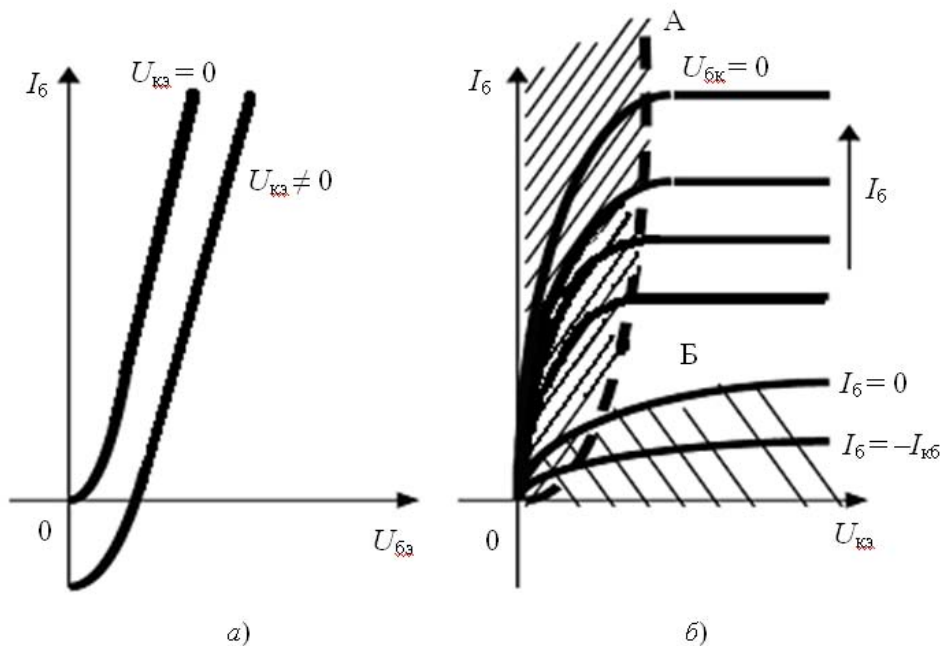 А
Uкэ = 0
Uбк = 0
Iб
Iб
Uкэ ≠ 0
Iб
Б
Iб = 0
Iб = –Iкб
0
Uбэ
0
Uкэ
а)
б)